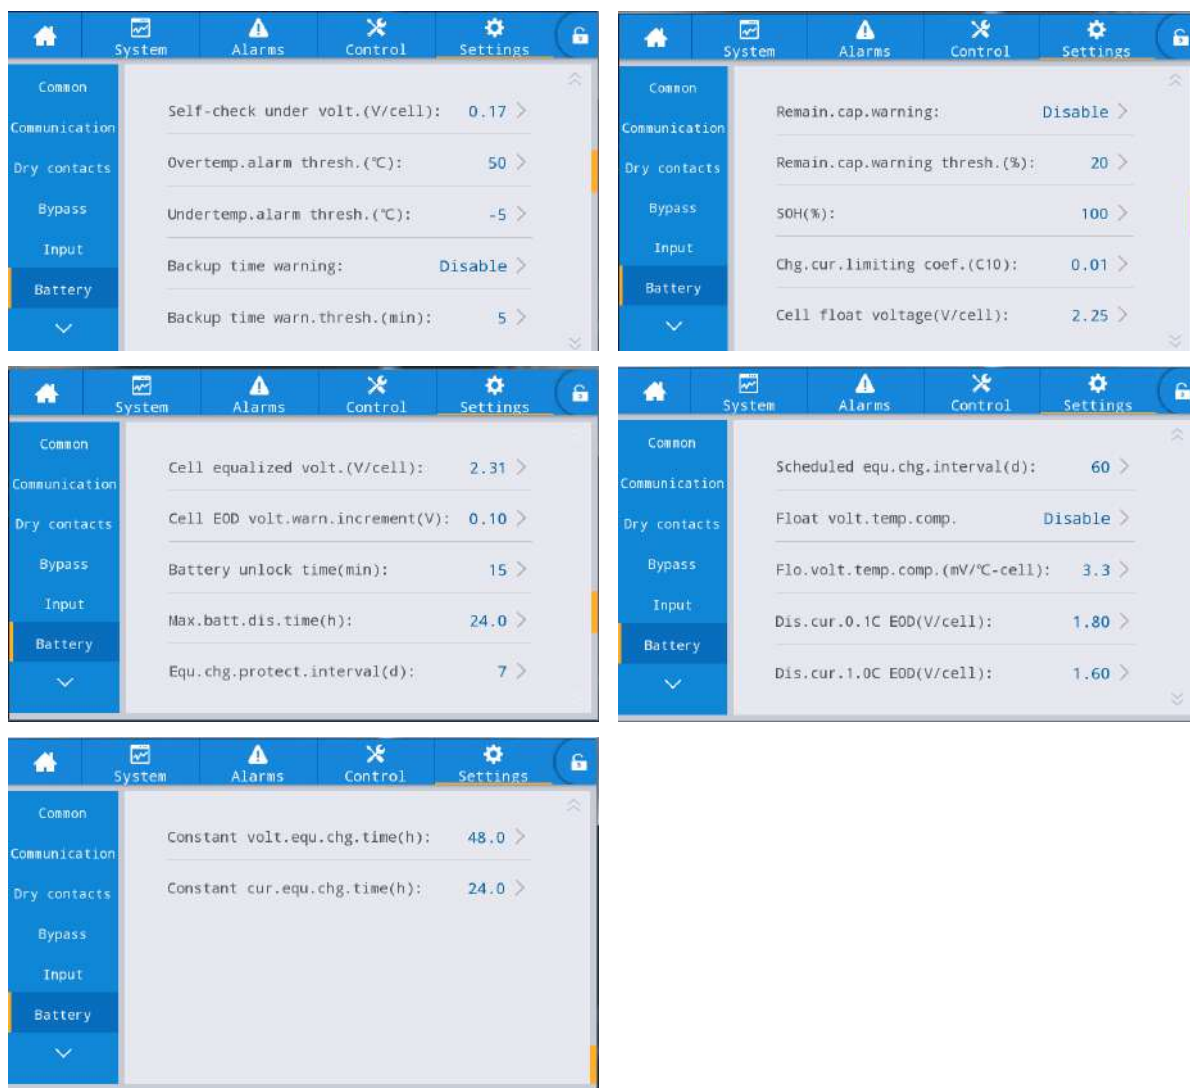 System Alarms Control Settings
Common
Communication
Dry contacts
Bypass
Input
Battery
Self-check under volt.(V/cell): 0.17
Overtemp.alarm thresh.(℃): 50
Undertemp.alarm thresh.(℃): -5
Backup time warning: Disable
Backup time warn.thresh.(min): 5
System Alarms Control Settings
Common
Communication
Dry contacts
Bypass
Input
Battery
Remain.cap.warning: Disable
Remain.cap.warning thresh.(%): 20
SOH(%): 100
Chg.cur.limiting coef.(C10): 0.01
Cell float voltage(V/cell): 2.25
System Alarms Control Settings
Common
Communication
Dry contacts
Bypass
Input
Battery
Cell equalized volt.(V/cell): 2.31
Cell EOD volt.warn.increment(V): 0.10
Battery unlock time(min): 15
Max.batt.dis.time(h): 24.0
Equ.chg.protect.interval(d): 7
System Alarms Control Settings
Common
Communication
Dry contacts
Bypass
Input
Battery
Scheduled equ.chg.interval(d): 60
Float volt.temp.comp. Disable
Flo.volt.temp.comp.(mV/℃-cell): 3.3
Dis.cur.0.1C EOD(V/cell): 1.80
Dis.cur.1.0C EOD(V/cell): 1.60
System Alarms Control Settings
Common
Communication
Dry contacts
Bypass
Input
Battery
Constant volt.equ.chg.time(h): 48.0
Constant cur.equ.chg.time(h): 24.0